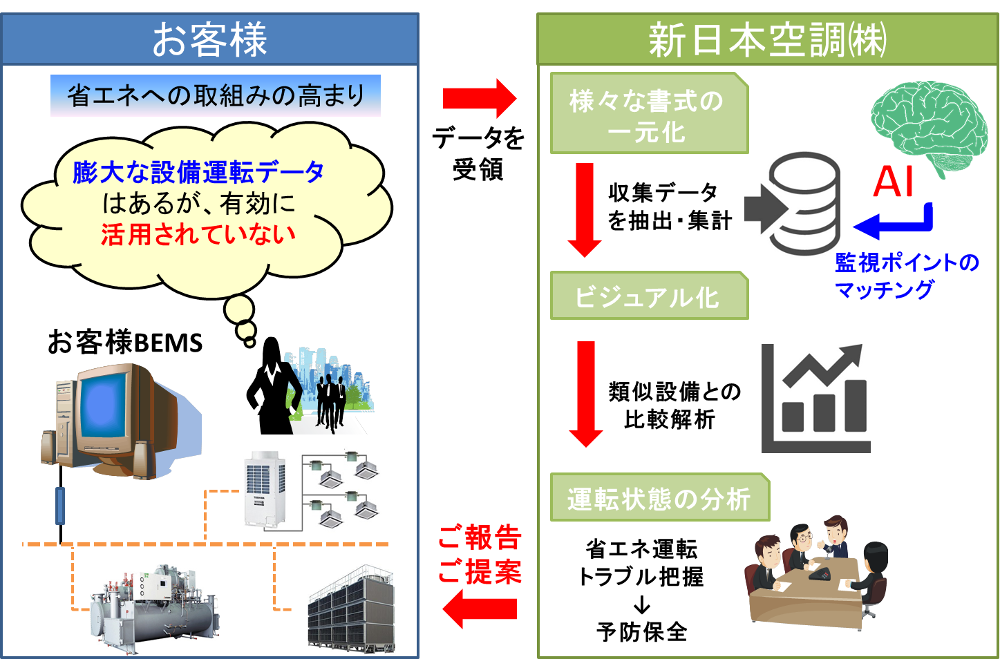 お客様
省エネへの取組みの高まり
膨大な設備運転データ
はあるが、有効に
活用されていない
お客様BEMS
TOSHIBA
データを
受領
ご報告
ご提案
新日本空調㈱
様々な書式の
一元化
収集データ
を抽出・集計
AI
監視ポイントの
マッチング
ビジュアル化
類似設備との
比較解析
運転状態の分析
省エネ運転
トラブル把握
↓
予防保全